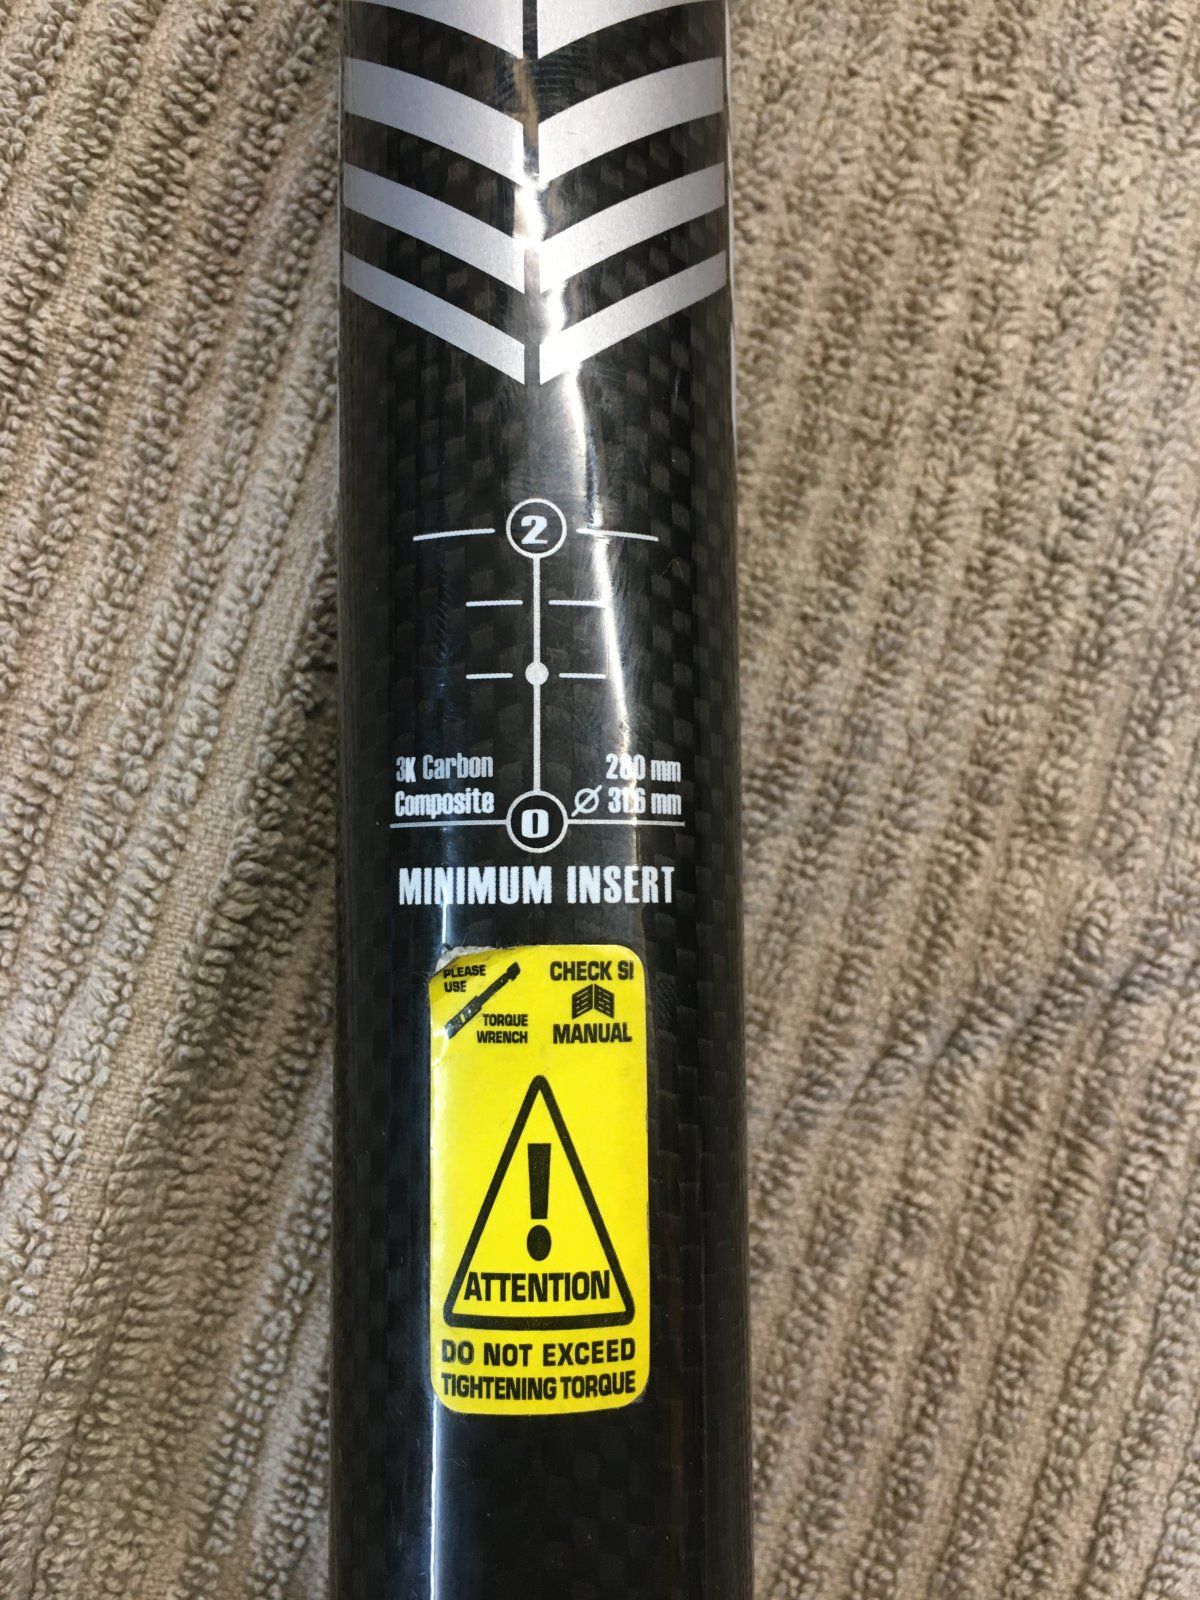 2
3K Carbon
Composite
280 mm
Ø 31.6 mm
0
MINIMUM INSERT
PLEASE
USE
TORQUE
WRENCH
CHECK SI
MANUAL
!
ATTENTION
DO NOT EXCEED
TIGHTENING TORQUE